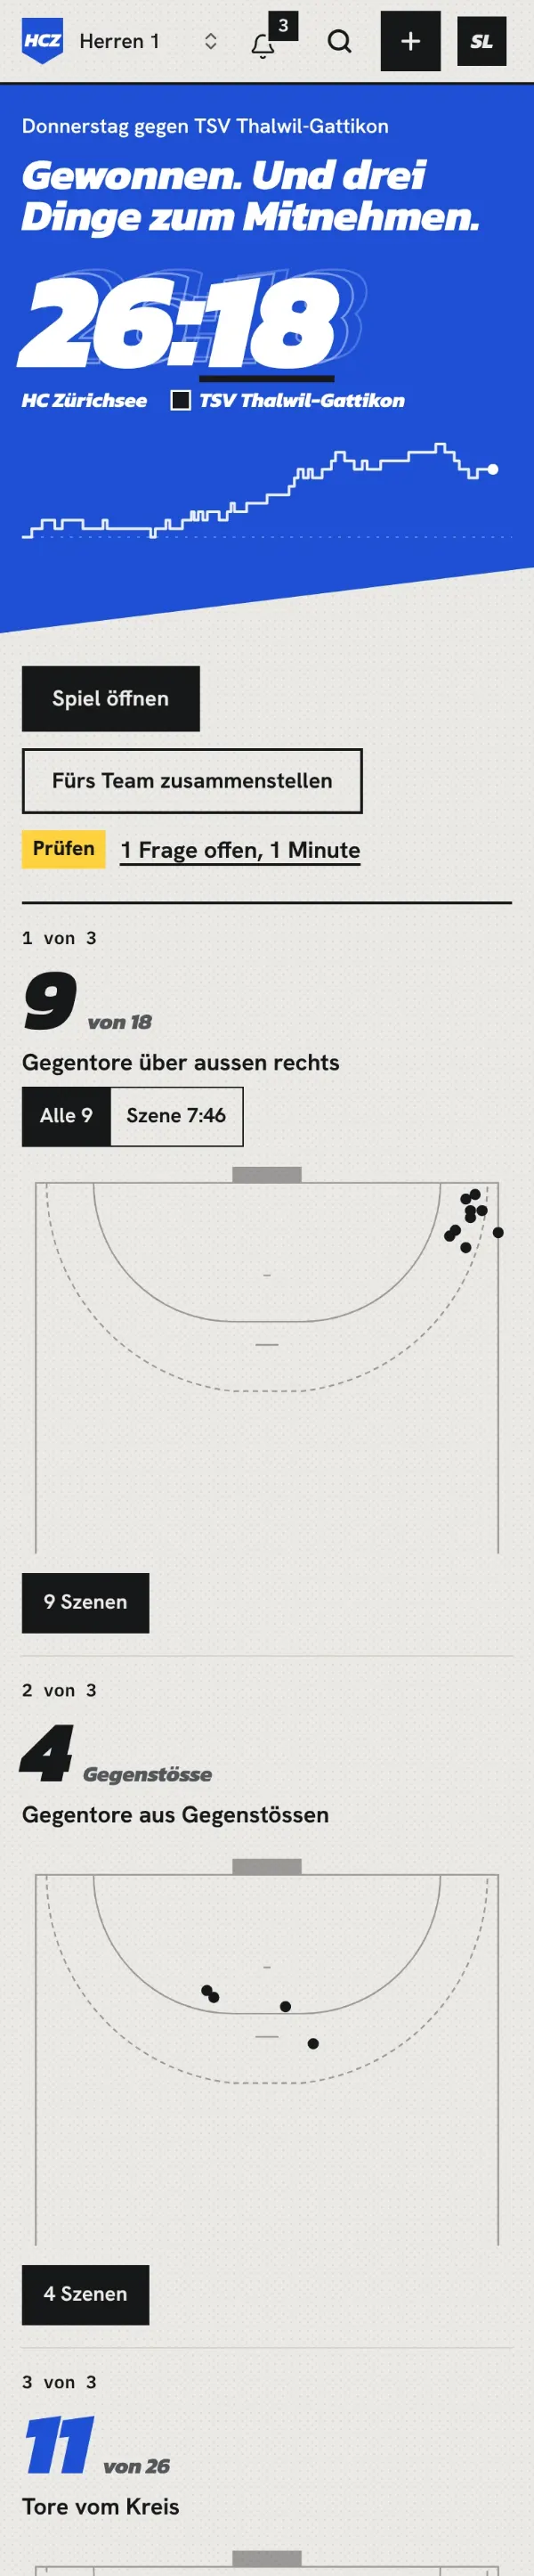 HCZ Herren 1 3 + SL
Donnerstag gegen TSV Thalwil-Gattikon
Gewonnen. Und drei
Dinge zum Mitnehmen.
26:18
HC Zürichsee TSV Thalwil-Gattikon
Spiel öffnen
Fürs Team zusammenstellen
Prüfen 1 Frage offen, 1 Minute
1 von 3
9 von 18
Gegentore über aussen rechts
Alle 9 Szene 7:46
9 Szenen
2 von 3
4 Gegenstösse
Gegentore aus Gegenstössen
4 Szenen
3 von 3
11 von 26
Tore vom Kreis